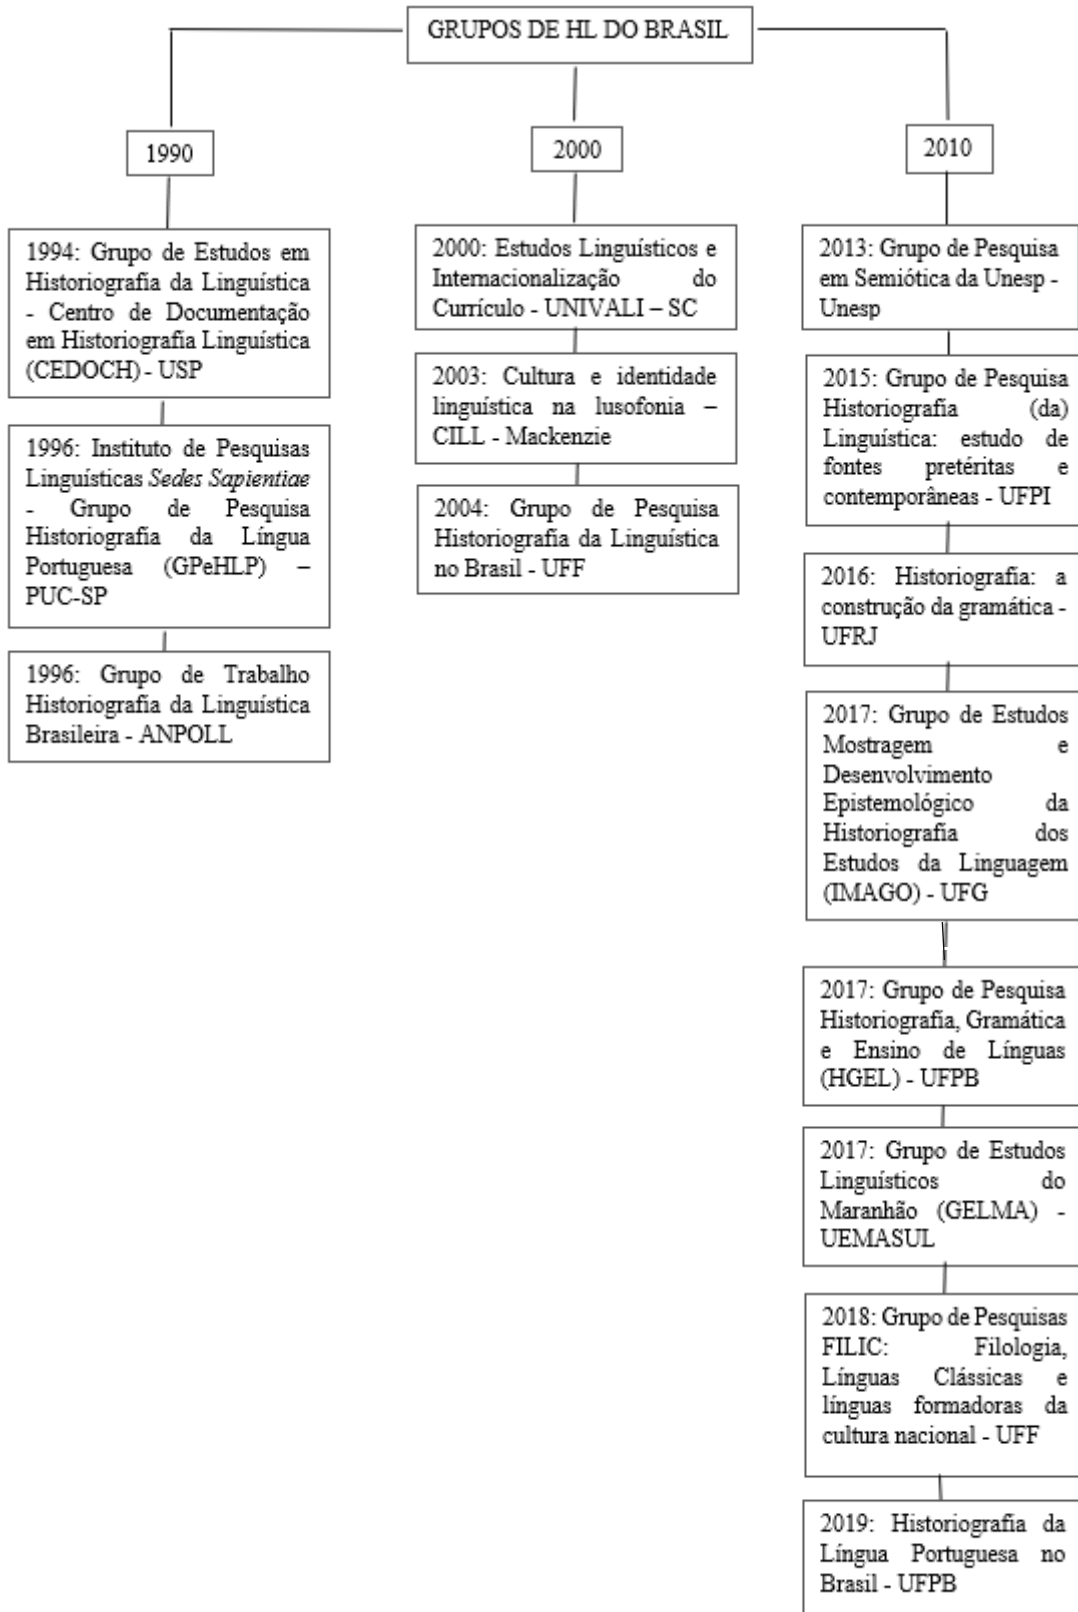 GRUPOS DE HL DO BRASIL
1990
1994: Grupo de Estudos em
Historiografia da Linguística
- Centro de Documentação
em Historiografia Linguística
(CEDOCH) - USP
1996: Instituto de Pesquisas
Linguísticas Sedes Sapientiae
- Grupo de Pesquisa
Historiografia da Língua
Portuguesa (GPeHLP) –
PUC-SP
1996: Grupo de Trabalho
Historiografia da Linguística
Brasileira - ANPOLL
2000
2000: Estudos Linguísticos e
Internacionalização do
Currículo - UNIVALI – SC
2003: Cultura e identidade
linguística na lusofonia –
CILL - Mackenzie
2004: Grupo de Pesquisa
Historiografia da Linguística
no Brasil - UFF
2010
2013: Grupo de Pesquisa
em Semiótica da Unesp -
Unesp
2015: Grupo de Pesquisa
Historiografia (da)
Linguística: estudo de
fontes pretéritas e
contemporâneas - UFPI
2016: Historiografia: a
construção da gramática -
UFRJ
2017: Grupo de Estudos
Mostragem e
Desenvolvimento
Epistemológico da
Historiografia dos
Estudos da Linguagem
(IMAGO) - UFG
2017: Grupo de Pesquisa
Historiografia, Gramática
e Ensino de Línguas
(HGEL) - UFPB
2017: Grupo de Estudos
Linguísticos do
Maranhão (GELMA) -
UEMASUL
2018: Grupo de Pesquisas
FILIC: Filologia,
Línguas Clássicas e
línguas formadoras da
cultura nacional - UFF
2019: Historiografia da
Língua Portuguesa no
Brasil - UFPB